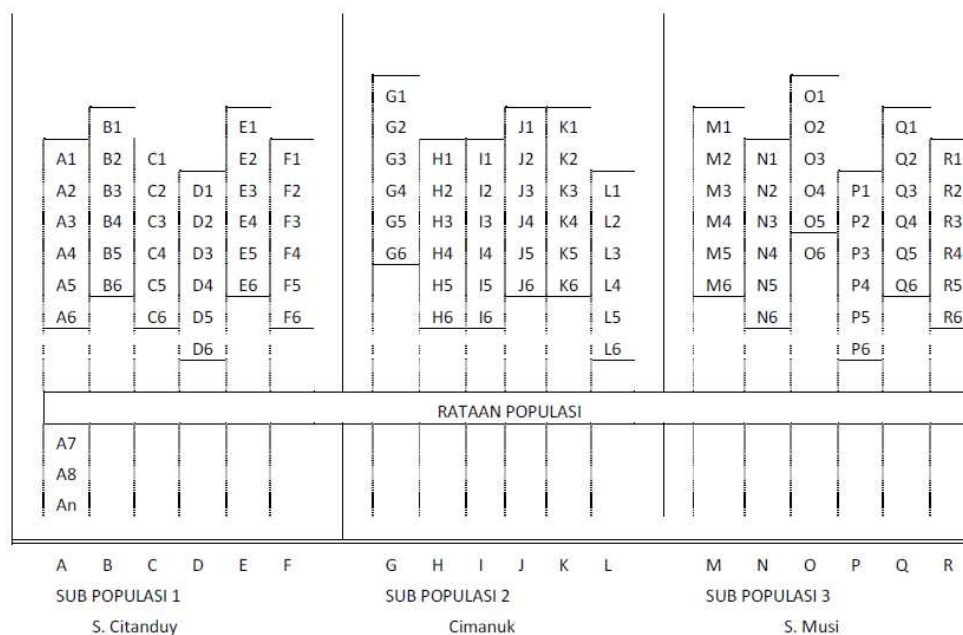 G1 O1
B1 E1 G2 J1 K1 M1 O2 Q1
A1 B2 C1 E2 F1 G3 H1 I1 J2 K2 M2 N1 O3 Q2 R1
A2 B3 C2 D1 E3 F2 G4 H2 I2 J3 K3 L1 M3 N2 O4 P1 Q3 R2
A3 B4 C3 D2 E4 F3 G5 H3 I3 J4 K4 L2 M4 N3 O5 P2 Q4 R3
A4 B5 C4 D3 E5 F4 G6 H4 I4 J5 K5 L3 M5 N4 O6 P3 Q5 R4
A5 B6 C5 D4 E6 F5 H5 I5 J6 K6 L4 M6 N5 P4 Q6 R5
A6 C6 D5 F6 H6 I6 L5 N6 P5 R6
D6 L6 P6
RATAAN POPULASI
A7
A8
An
A B C D E F G H I J K L M N O P Q R
SUB POPULASI 1 SUB POPULASI 2 SUB POPULASI 3
S. Citanduy Cimanuk S. Musi